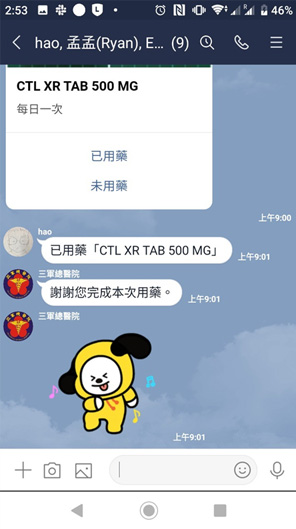 2:53
46%
hao, 孟孟(Ryan), E... (9)
CTL XR TAB 500 MG
每日一次
已用藥
未用藥
上午9:00
hao
已用藥「CTL XR TAB 500 MG」
上午9:01
三軍總醫院
謝謝您完成本次用藥。
上午9:01
三軍總醫院
上午9:01